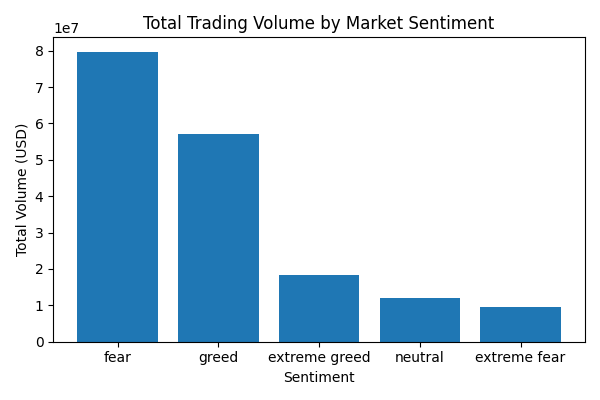 Total Trading Volume by Market Sentiment
1e7
8
7
6
5
4
3
2
1
0
Total Volume (USD)
fear greed extreme greed neutral extreme fear
Sentiment